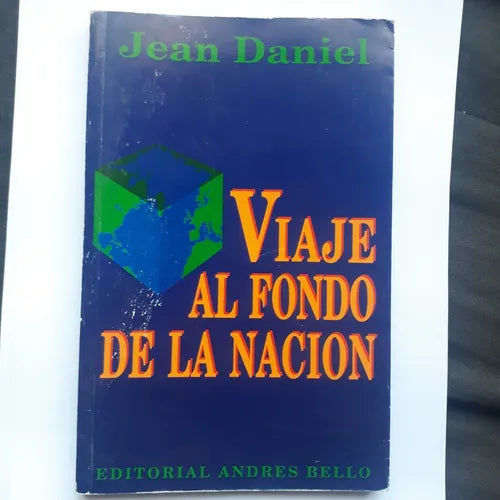 Jean Daniel
VIAJE
AL FONDO
DE LA NACION
EDITORIAL ANDRES BELLO